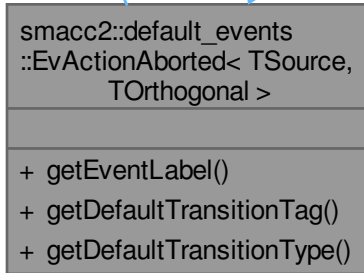 smacc2::default_events
::EvActionAborted< TSource,
TOrthogonal >
+ getEventLabel()
+ getDefaultTransitionTag()
+ getDefaultTransitionType()